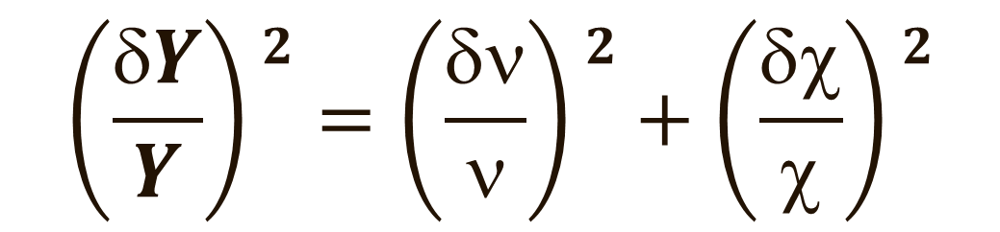 (δY/Y)² = (δν/ν)² + (δχ/χ)²